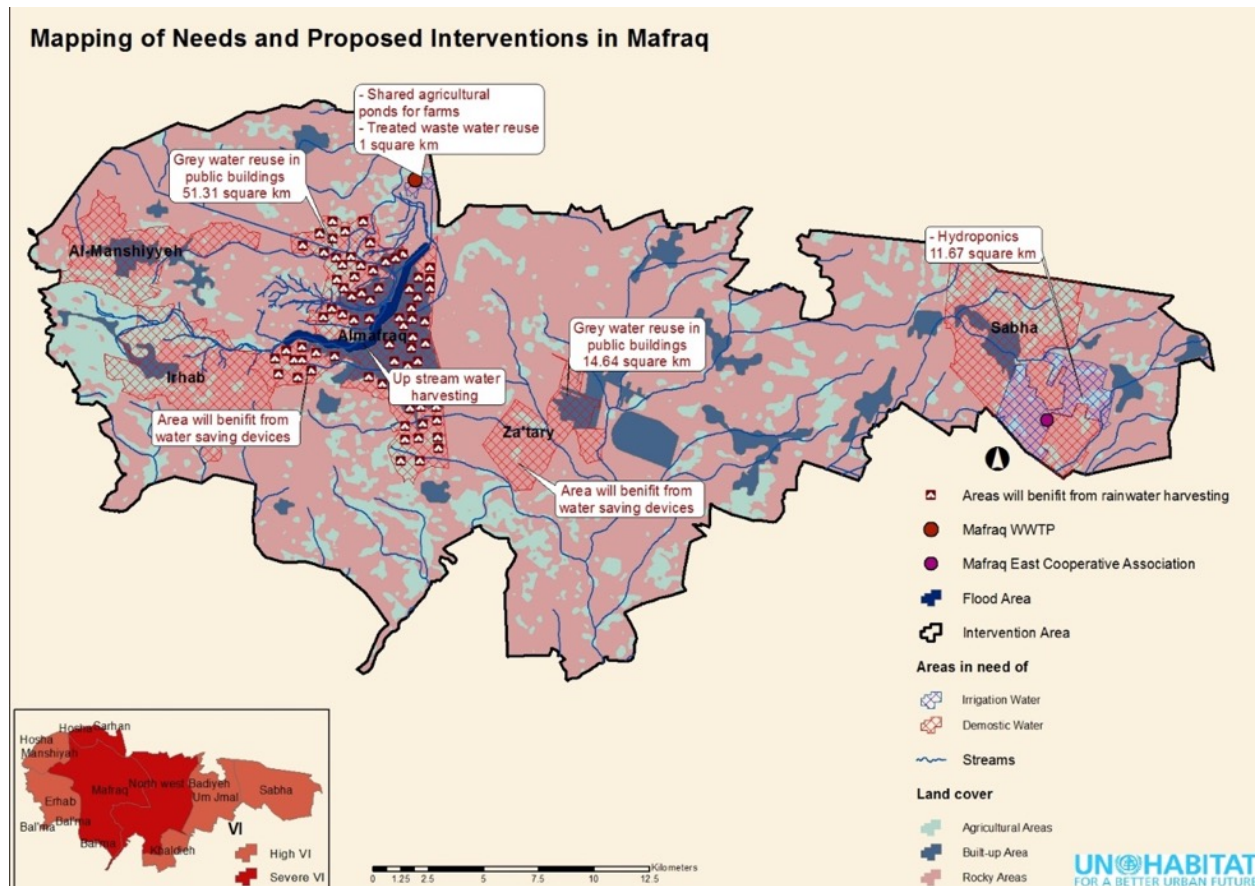 Mapping of Needs and Proposed Interventions in Mafraq
- Shared agricultural
ponds for farms
- Treated waste water reuse
1 square km
Grey water reuse in
public buildings
51.31 square km
- Hydroponics
11.67 square km
Al-Manshiyyeh
Almafraq
Sabha
Grey water reuse in
public buildings
14.64 square km
Irhab
Up stream water
harvesting
Area will benifit from
water saving devices
Za'tary
Area will benifit from
water saving devices
Areas will benifit from rainwater harvesting
Mafraq WWTP
Mafraq East Cooperative Association
Flood Area
Intervention Area
Areas in need of
Irrigation Water
Demostic Water
Streams
Land cover
Agricultural Areas
Built-up Area
Rocky Areas
Hosha Sarhan
Hosha
Manshiyah
North west Badiyeh
Mafraq
Um Jmal
Sabha
Erhab
Bal'ma
Bal'ma
Bal'ma
Khaldieh
VI
High VI
Severe VI
Kilometers
0 1.25 2.5 5 7.5 10 12.5
UN HABITAT
FOR A BETTER URBAN FUTURE